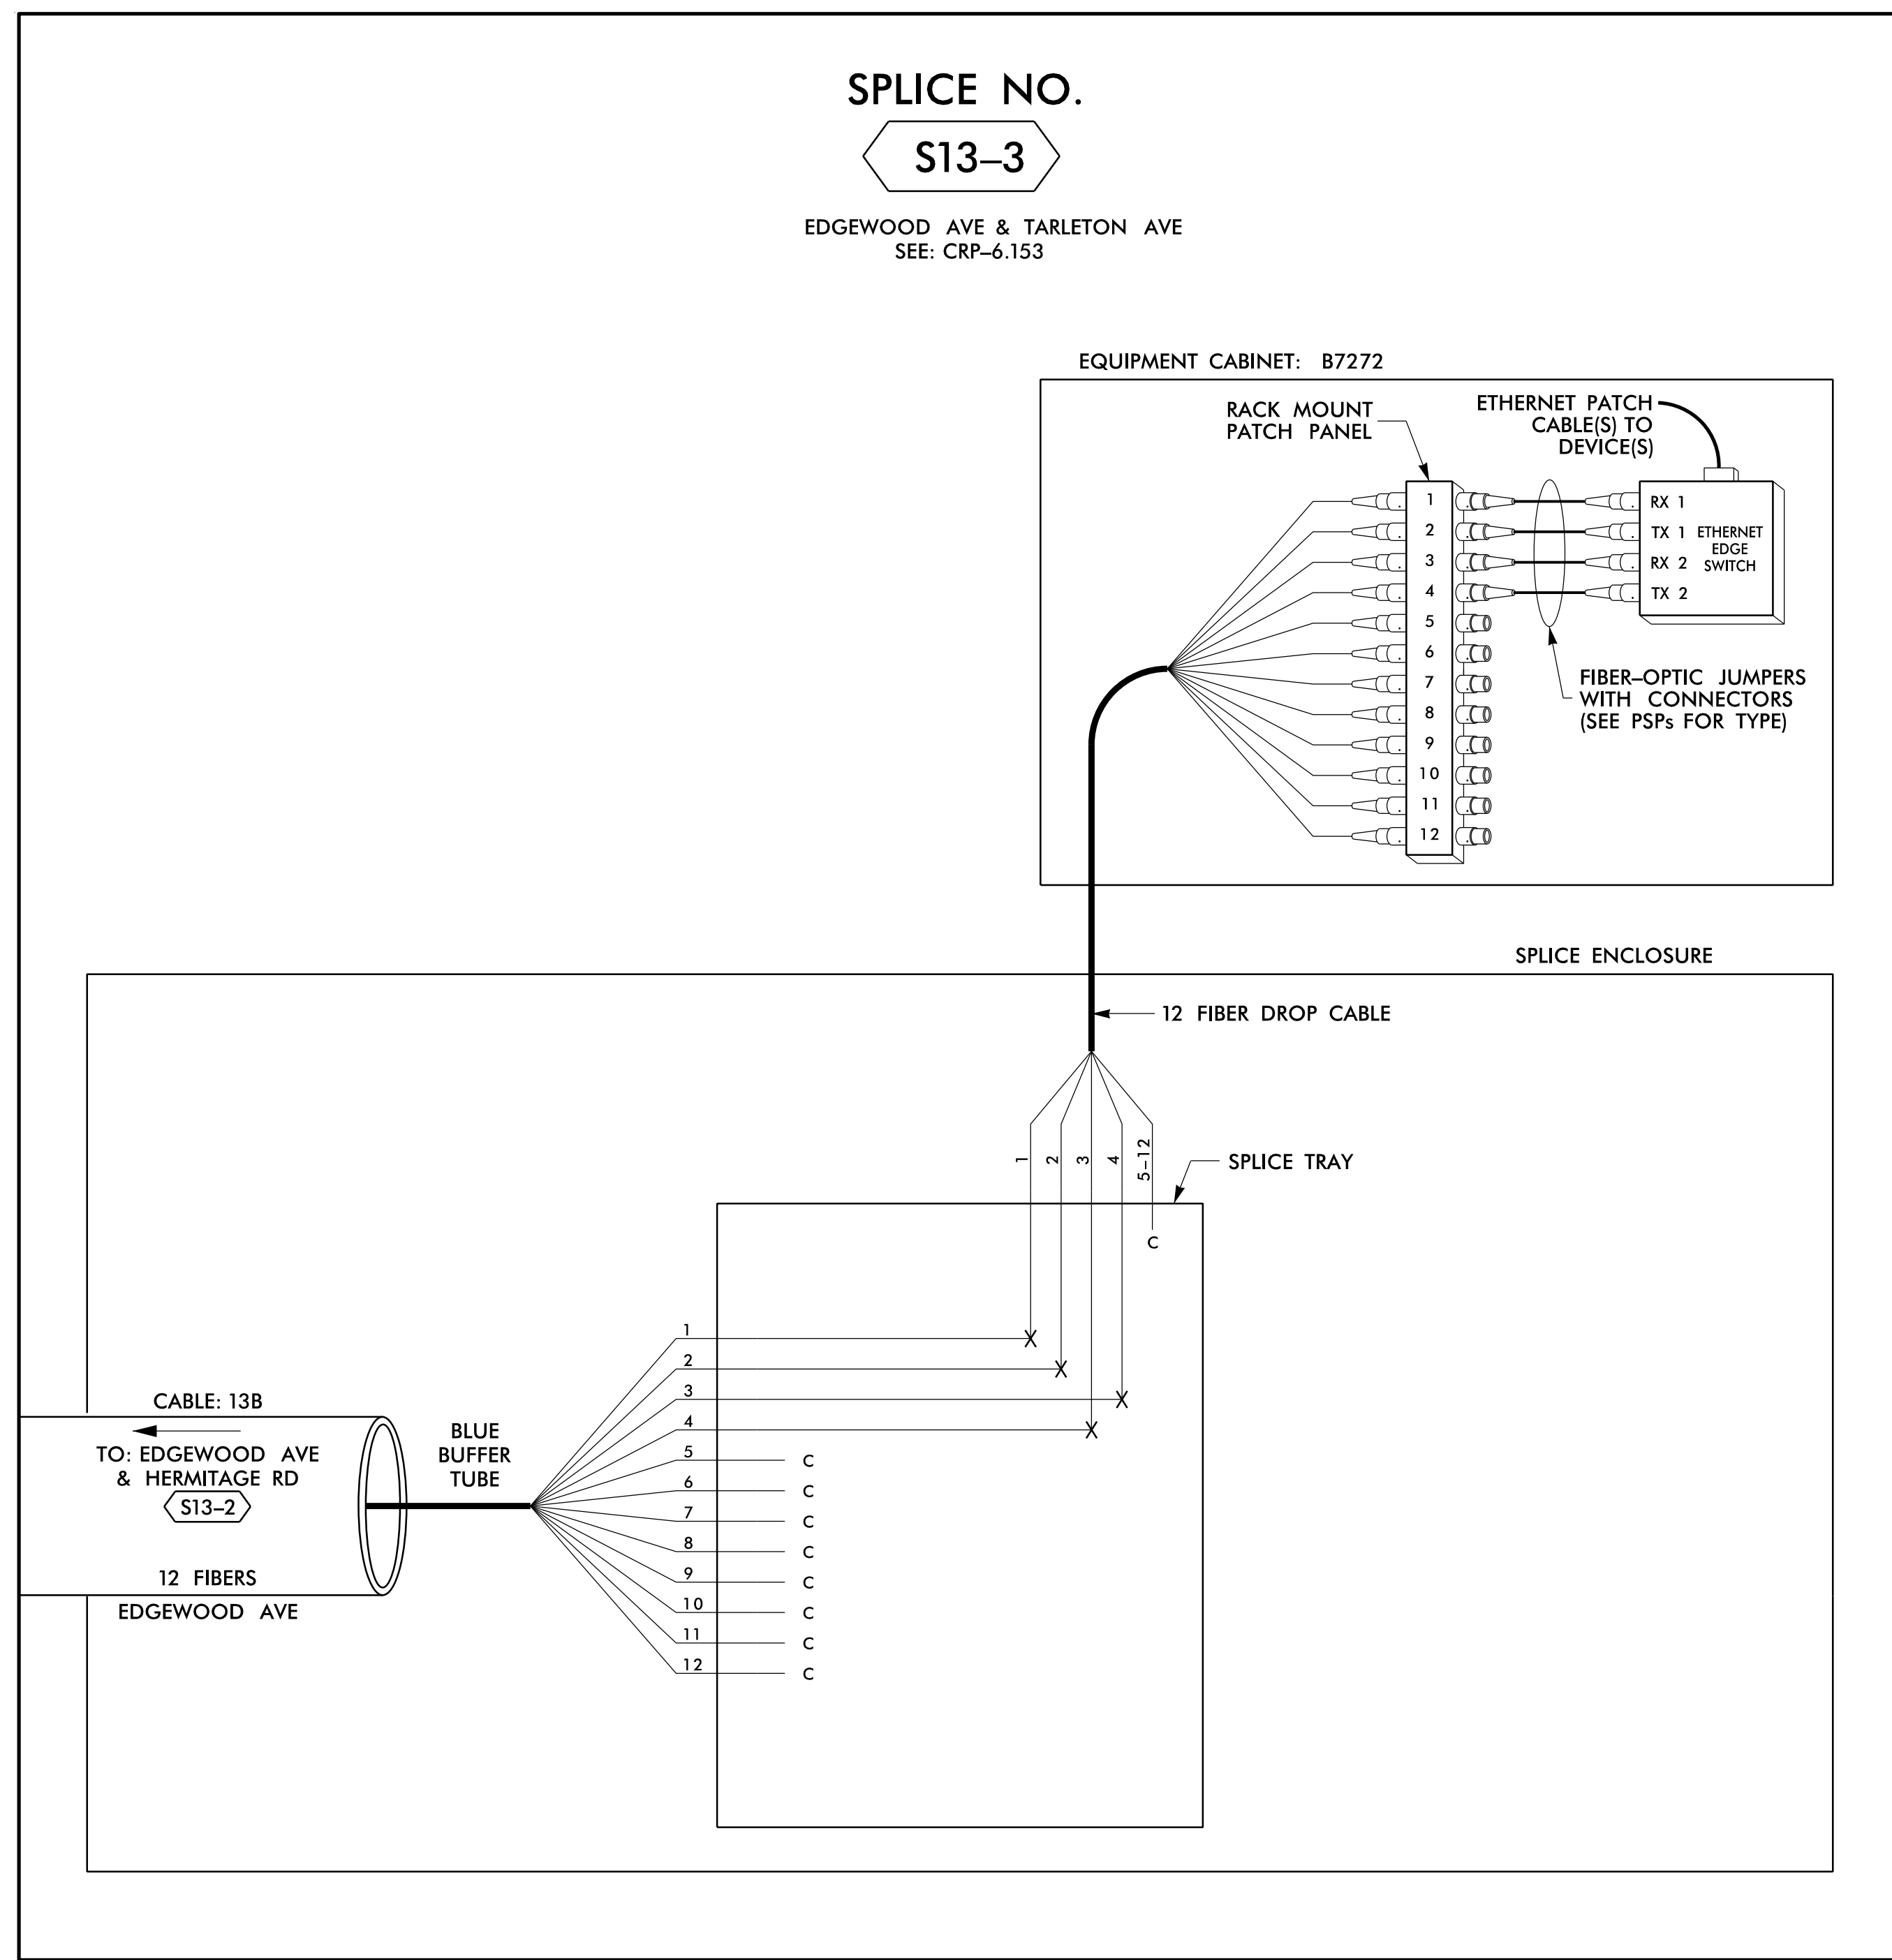 SPLICE NO.
S13–3
EDGEWOOD AVE & TARLETON AVE
SEE: CRP–6.153
EQUIPMENT CABINET: B7272
RACK MOUNT
PATCH PANEL
ETHERNET PATCH
CABLE(S) TO
DEVICE(S)
1
2
3
4
5
6
7
8
9
10
11
12
RX 1
TX 1
RX 2
TX 2
ETHERNET
EDGE
SWITCH
FIBER–OPTIC JUMPERS
WITH CONNECTORS
(SEE PSPs FOR TYPE)
SPLICE ENCLOSURE
12 FIBER DROP CABLE
1
2
3
4
5–12
SPLICE TRAY
C
CABLE: 13B
TO: EDGEWOOD AVE
& HERMITAGE RD
S13–2
12 FIBERS
EDGEWOOD AVE
BLUE
BUFFER
TUBE
1
2
3
4
5 C
6 C
7 C
8 C
9 C
10 C
11 C
12 C